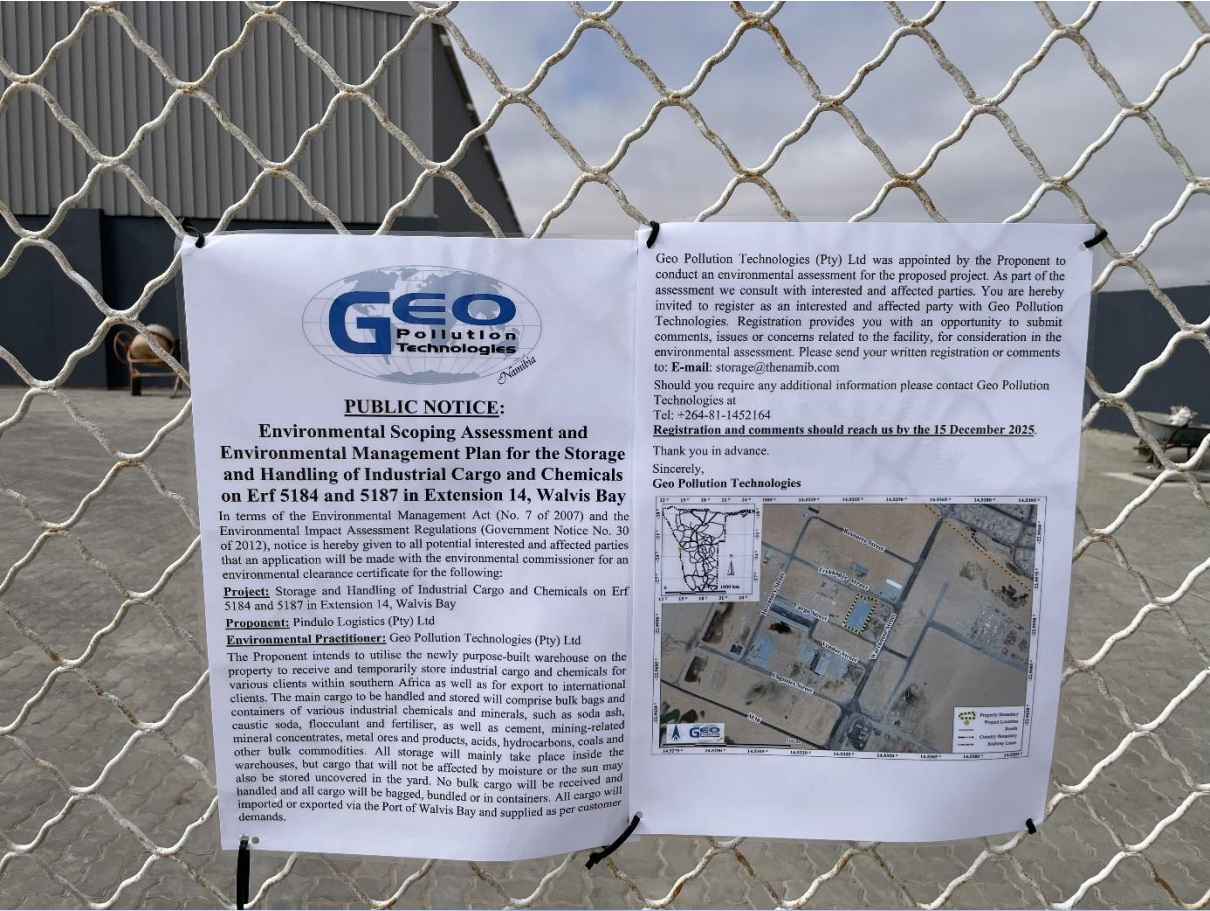 GEO
Pollution
Technologies
Namibia
PUBLIC NOTICE:
Environmental Scoping Assessment and
Environmental Management Plan for the Storage
and Handling of Industrial Cargo and Chemicals
on Erf 5184 and 5187 in Extension 14, Walvis Bay
In terms of the Environmental Management Act (No. 7 of 2007) and the
Environmental Impact Assessment Regulations (Government Notice No. 30
of 2012), notice is hereby given to all potential interested and affected parties
that an application will be made with the environmental commissioner for an
environmental clearance certificate for the following:
Project: Storage and Handling of Industrial Cargo and Chemicals on Erf
5184 and 5187 in Extension 14, Walvis Bay
Proponent: Pindulo Logistics (Pty) Ltd
Environmental Practitioner: Geo Pollution Technologies (Pty) Ltd
The Proponent intends to utilise the newly purpose-built warehouse on the
property to receive and temporarily store industrial cargo and chemicals for
various clients within southern Africa as well as for export to international
clients. The main cargo to be handled and stored will comprise bulk bags and
containers of various industrial chemicals and minerals, such as soda ash,
caustic soda, flocculant and fertiliser, as well as cement, mining-related
mineral concentrates, metal ores and products, acids, hydrocarbons, coals and
other bulk commodities. All storage will mainly take place inside the
warehouses, but cargo that will not be affected by moisture or the sun may
also be stored uncovered in the yard. No bulk cargo will be received and
handled and all cargo will be bagged, bundled or in containers. All cargo will
imported or exported via the Port of Walvis Bay and supplied as per customer
demands.
Geo Pollution Technologies (Pty) Ltd was appointed by the Proponent to
conduct an environmental assessment for the proposed project. As part of the
assessment we consult with interested and affected parties. You are hereby
invited to register as an interested and affected party with Geo Pollution
Technologies. Registration provides you with an opportunity to submit
comments, issues or concerns related to the facility, for consideration in the
environmental assessment. Please send your written registration or comments
to: E-mail: storage@thenamib.com
Should you require any additional information please contact Geo Pollution
Technologies at
Tel: +264-81-1452164
Registration and comments should reach us by the 15 December 2025.
Thank you in advance.
Sincerely,
Geo Pollution Technologies
Cargo Street
Vendor Street
Logistics Street
Property Boundary
Project Location
Roads
Country Boundary
Railway Lines
GEO